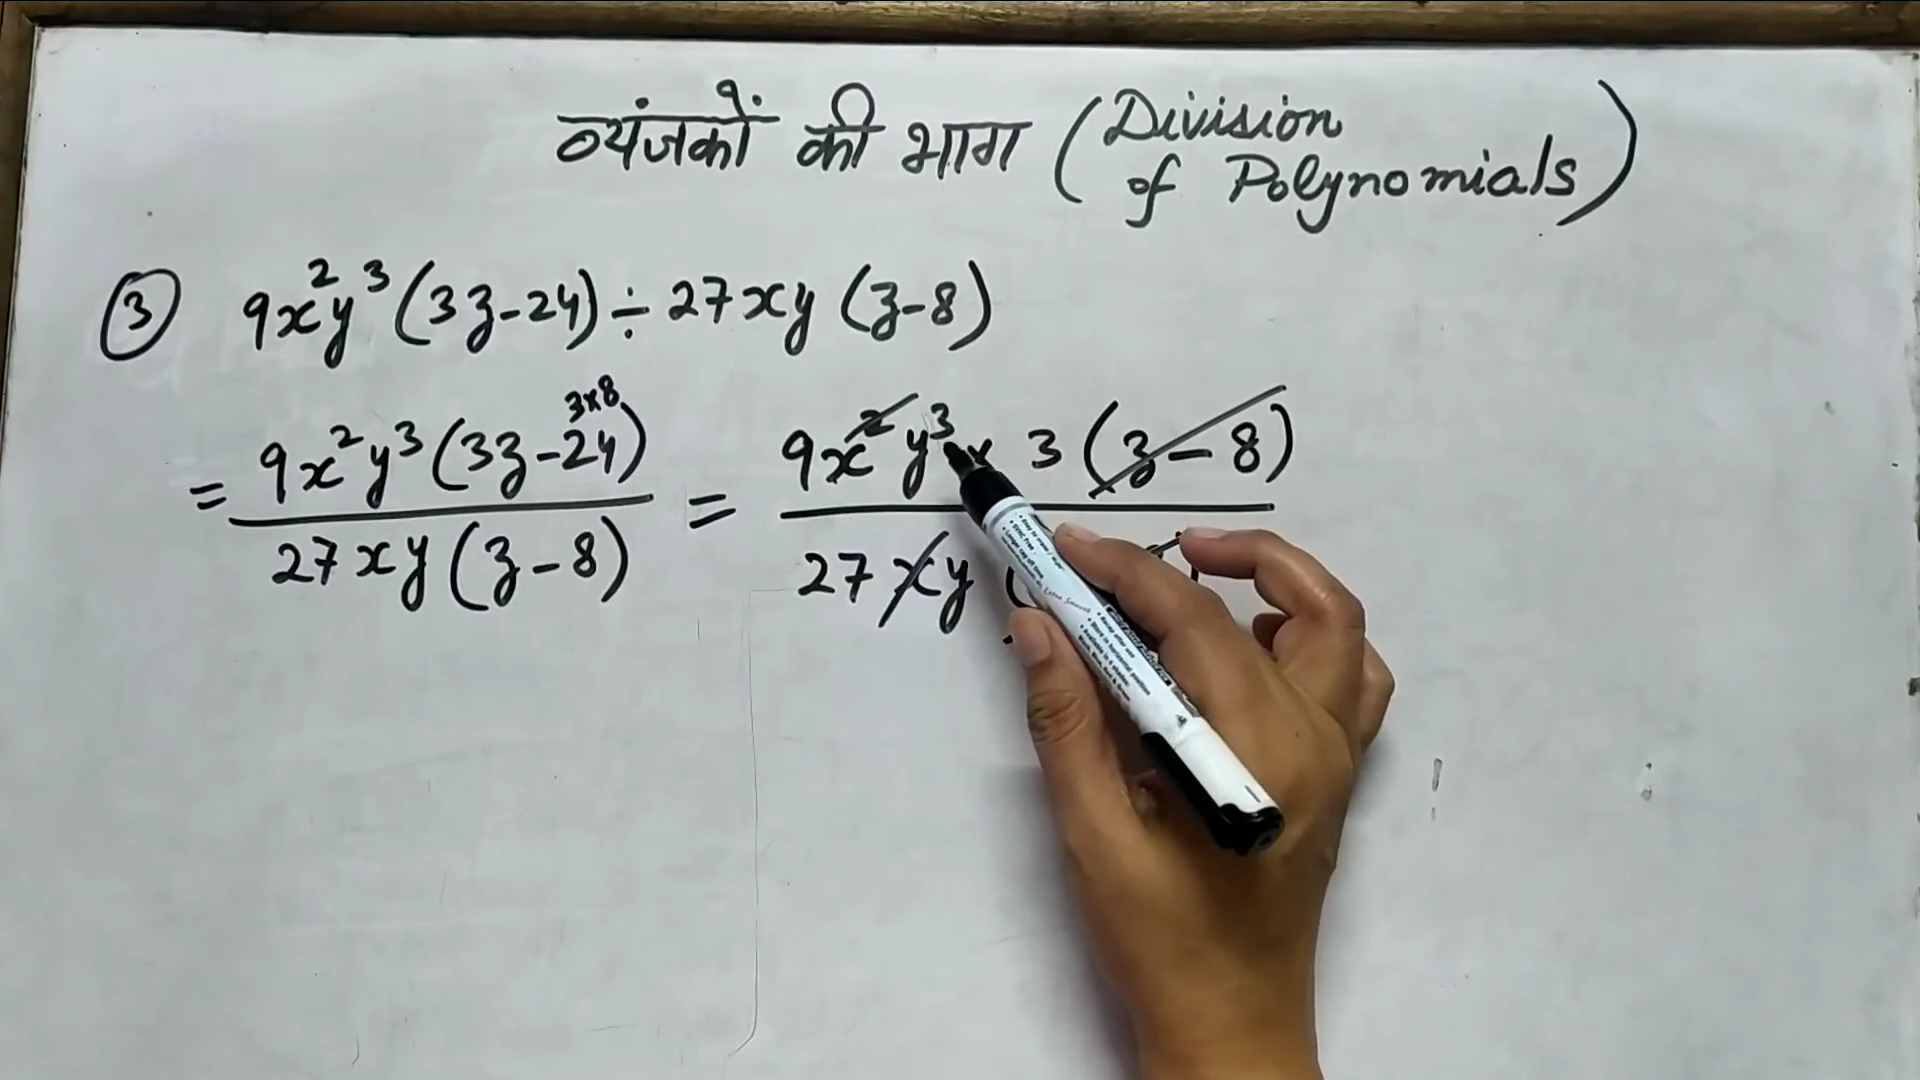 व्यंजकों की भाग (Division
of Polynomials)
③ 9x²y³(3z-24)÷27xy(z-8)
3×8
= 9x²y³(3z-24) = 9x²y³× 3(z-8)
27xy(z-8) 27xy(